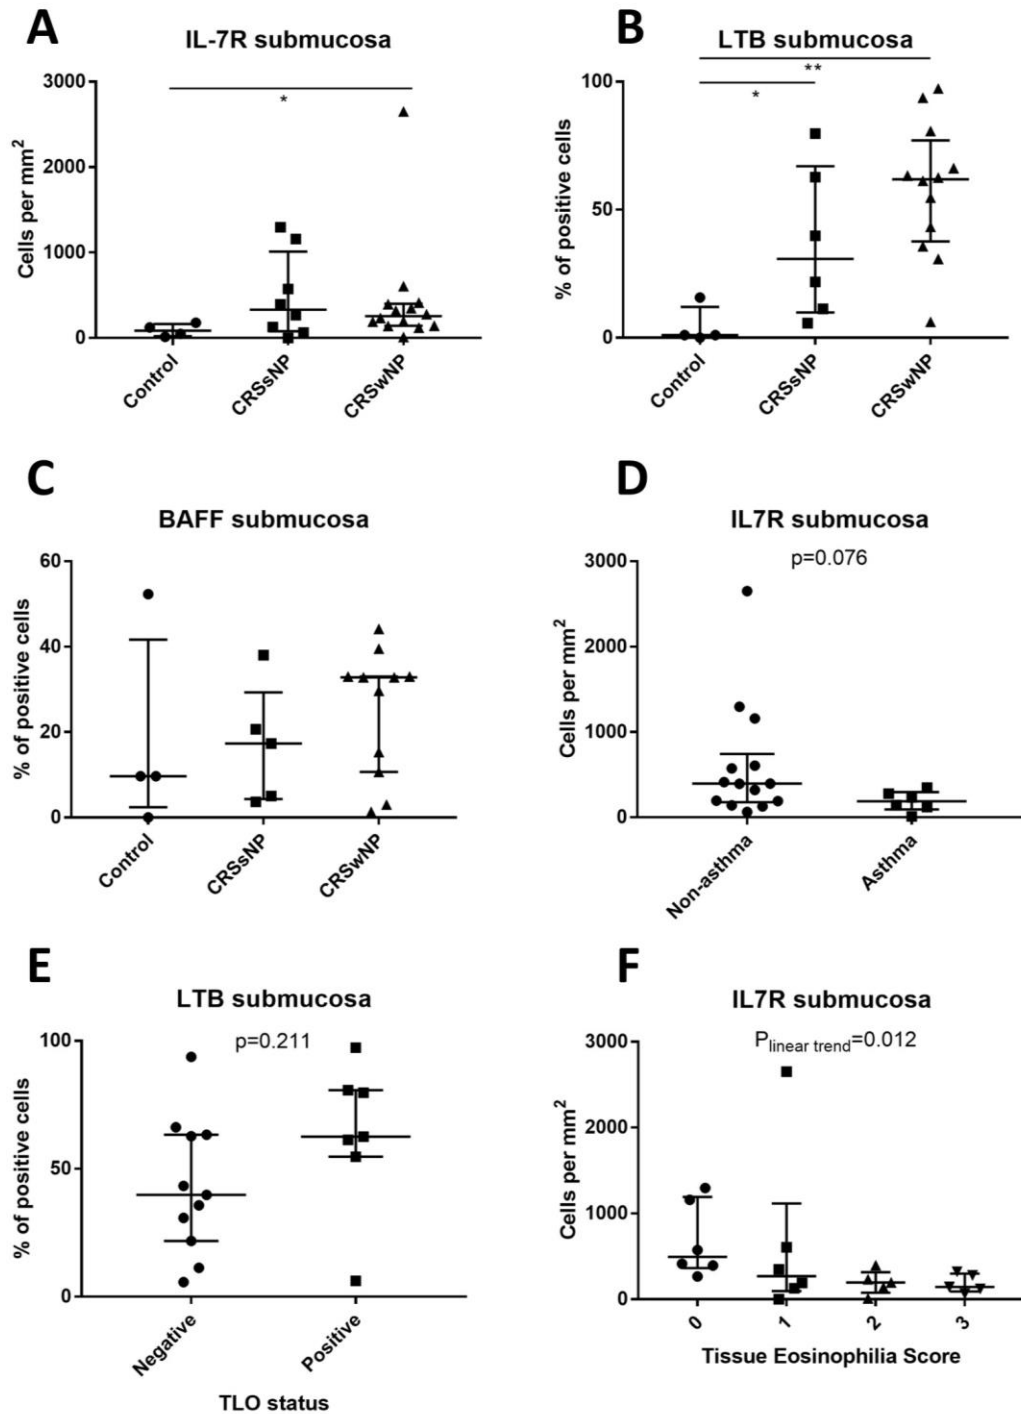 A
IL-7R submucosa
Cells per mm²
3000
2000
1000
0
*
Control
CRSsNP
CRSwNP
B
LTB submucosa
% of positive cells
100
50
0
**
*
Control
CRSsNP
CRSwNP
C
BAFF submucosa
% of positive cells
60
40
20
0
Control
CRSsNP
CRSwNP
D
IL7R submucosa
p=0.076
Cells per mm²
3000
2000
1000
0
Non-asthma
Asthma
E
LTB submucosa
p=0.211
% of positive cells
100
50
0
Negative
Positive
TLO status
F
IL7R submucosa
Plinear trend=0.012
Cells per mm²
3000
2000
1000
0
0
1
2
3
Tissue Eosinophilia Score